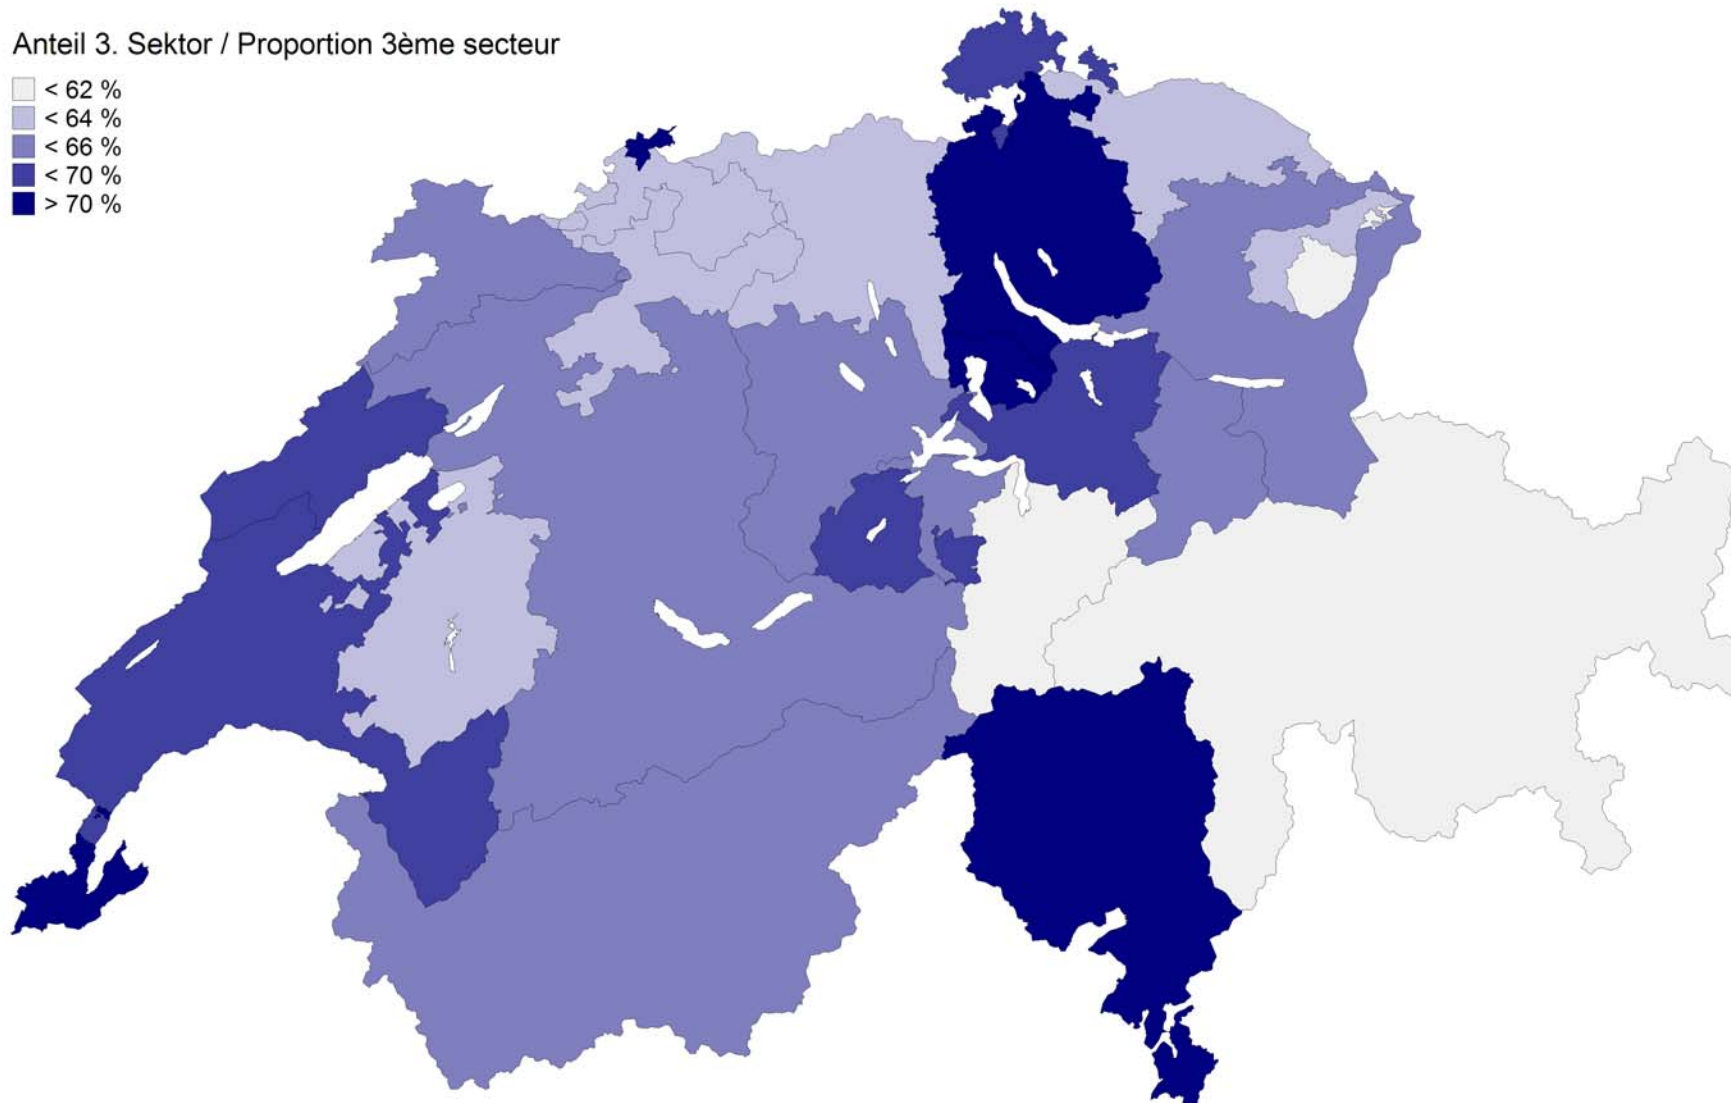 Anteil 3. Sektor / Proportion 3ème secteur
< 62 %
< 64 %
< 66 %
< 70 %
> 70 %